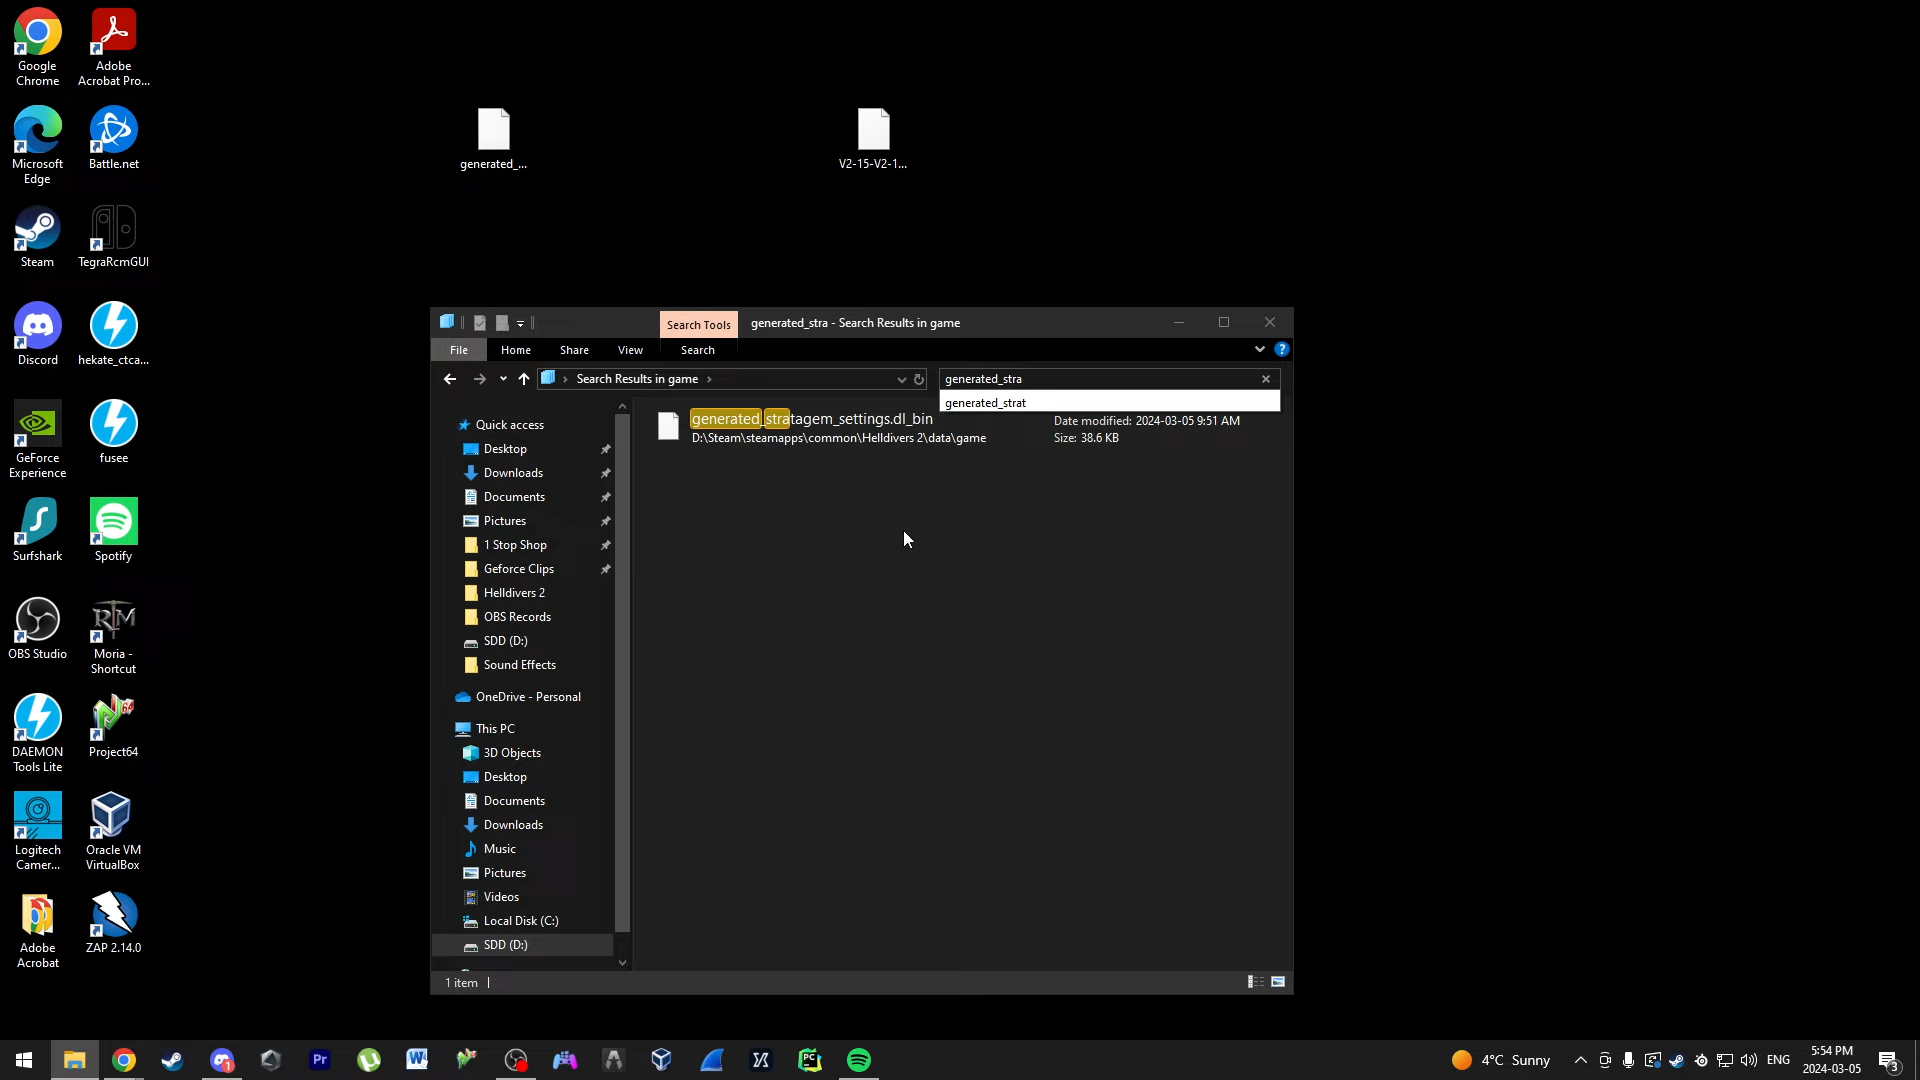 Google
Chrome
Adobe
Acrobat Pro...
Microsoft
Edge
Battle.net
Steam
TegraRcmGUI
Discord
hekate_ctca...
GeForce
Experience
fusee
Surfshark
Spotify
OBS Studio
Moria -
Shortcut
DAEMON
Tools Lite
Project64
Logitech
Camer...
Oracle VM
VirtualBox
Adobe
Acrobat
ZAP 2.14.0
generated_...
V2-15-V2-1...
Search Tools
generated_stra - Search Results in game
File
Home
Share
View
Search
Search Results in game
generated_stra
generated_strat
generated_stratagem_settings.dl_bin
D:\Steam\steamapps\common\Helldivers 2\data\game
Date modified: 2024-03-05 9:51 AM
Size: 38.6 KB
Quick access
Desktop
Downloads
Documents
Pictures
1 Stop Shop
Geforce Clips
Helldivers 2
OBS Records
SDD (D:)
Sound Effects
OneDrive - Personal
This PC
3D Objects
Desktop
Documents
Downloads
Music
Pictures
Videos
Local Disk (C:)
SDD (D:)
1 item
Pr
W
PC
4°C Sunny
ENG
5:54 PM
2024-03-05
3